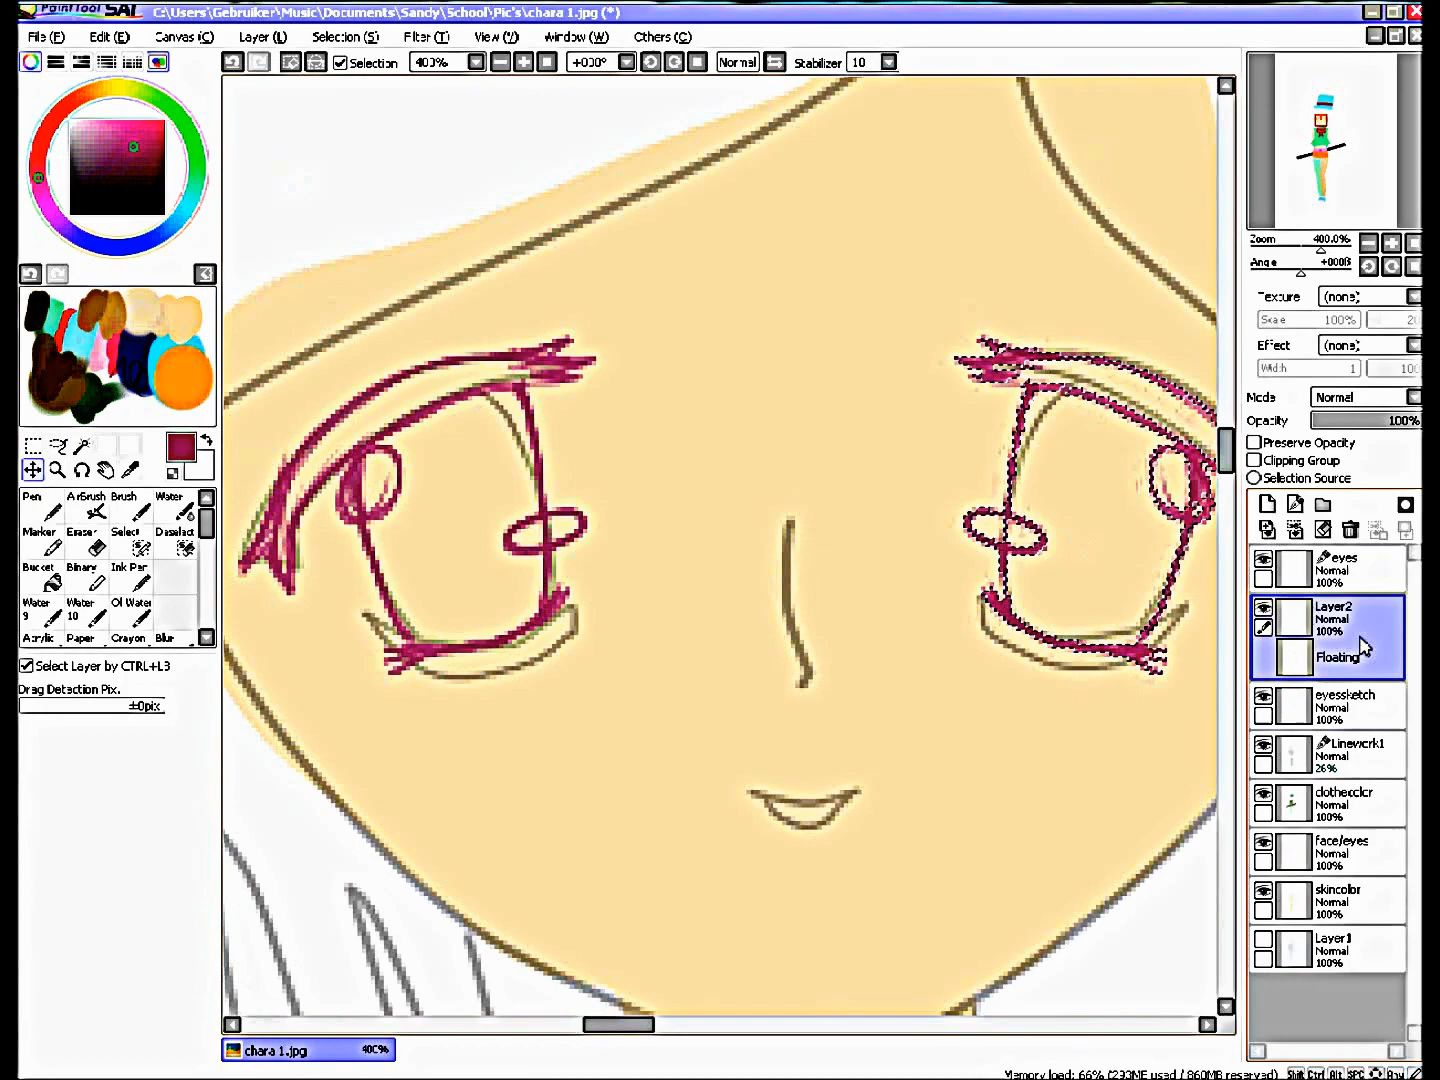 PaintTool SAI C:\Users\Gebruiker\Music\Documents\Sandy\School\Pic's\chara 1.jpg (*)
File (F) Edit (E) Canvas (C) Layer (L) Selection (S) Filter (T) View (V) Window (W) Others (O)
Selection 400% +000° Normal Stabilizer 10
Zoom 400.0%
Angle
Texture (none)
Scale 100% 20
Effect (none)
Width 1 100
Mode Normal
Opacity 100%
Preserve Opacity
Clipping Group
Selection Source
Pen AirBrush Brush Water
Marker Eraser Select Deselect
Bucket Binary Ink Pen
Water 9 Water 10 Oil Water
Acrylic Paper Crayon Blur
Select Layer by CTRL+L3
Drag Detection Pix.
±0pix
eyes
Normal
100%
Layer2
Normal
100%
Floating
eyessketch
Normal
100%
Linework1
Normal
26%
clothecolor
Normal
100%
face/eyes
Normal
100%
skincolor
Normal
100%
Layer1
Normal
100%
chara 1.jpg 400%
Memory load: 66% (293MB used / 860MB reserved) Shift Ctrl Alt SPC Any